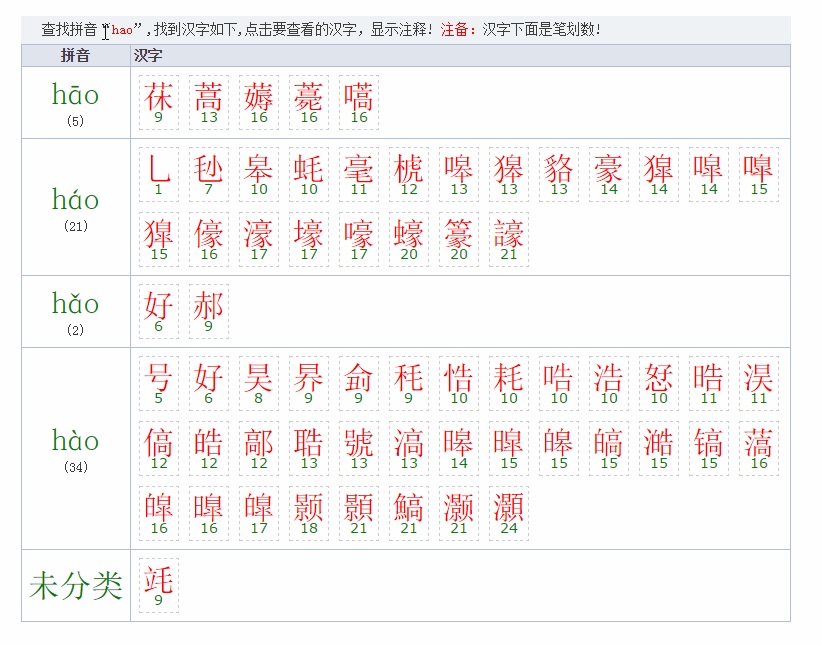 查找拼音“hao”,找到汉字如下,点击要查看的汉字，显示注释！注备：汉字下面是笔划数！
拼音 汉字
hāo
(5)
茠 蒿 薅 薧 嚆
9 13 16 16 16
háo
(21)
乚 毜 皋 蚝 毫 椃 嗥 獋 貉 豪 獆 噑 嘷
1 7 10 10 11 12 13 13 13 14 14 14 15
獔 儫 濠 壕 嚎 蠔 籇 譹
15 16 17 17 17 20 20 21
hǎo
(2)
好 郝
6 9
hào
(34)
号 好 昊 昦 侴 秏 悎 耗 哠 浩 恏 晧 淏
5 6 8 9 9 9 10 10 10 10 10 11 11
傐 皓 鄗 聕 號 滈 暤 暭 皞 皜 澔 镐 薃
12 12 12 13 13 13 14 15 15 15 15 15 16
皡 曍 皥 颢 顥 鰝 灏 灝
16 16 17 18 21 21 21 24
未分类
竓
9